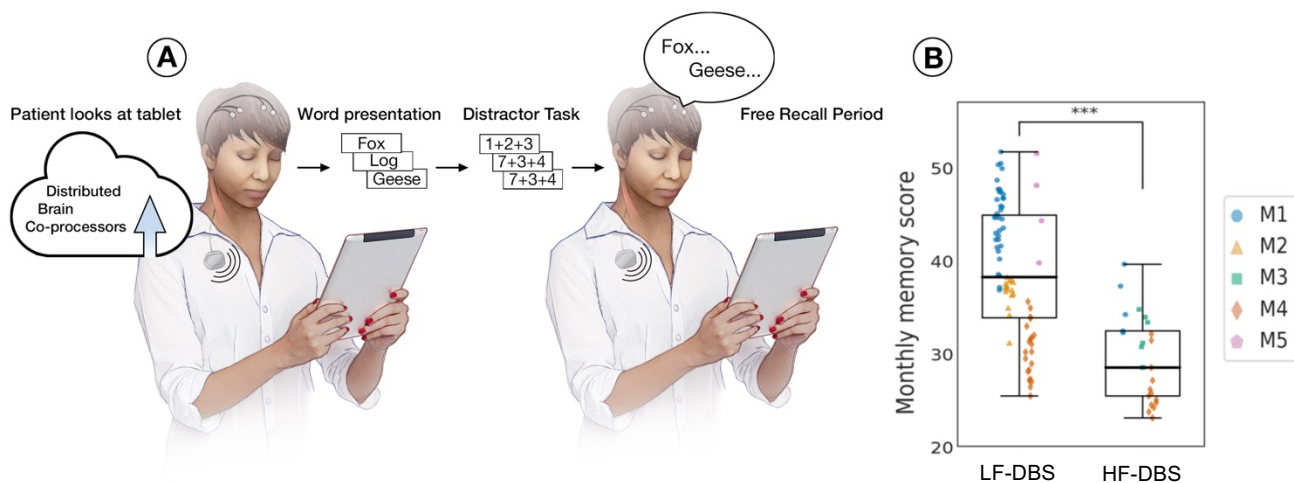 A
Patient looks at tablet
Distributed
Brain
Co-processors
Word presentation
Fox
Log
Geese
Distractor Task
1+2+3
7+3+4
7+3+4
Fox...
Geese...
Free Recall Period
B
***
Monthly memory score
50
40
30
20
LF-DBS
HF-DBS
M1
M2
M3
M4
M5